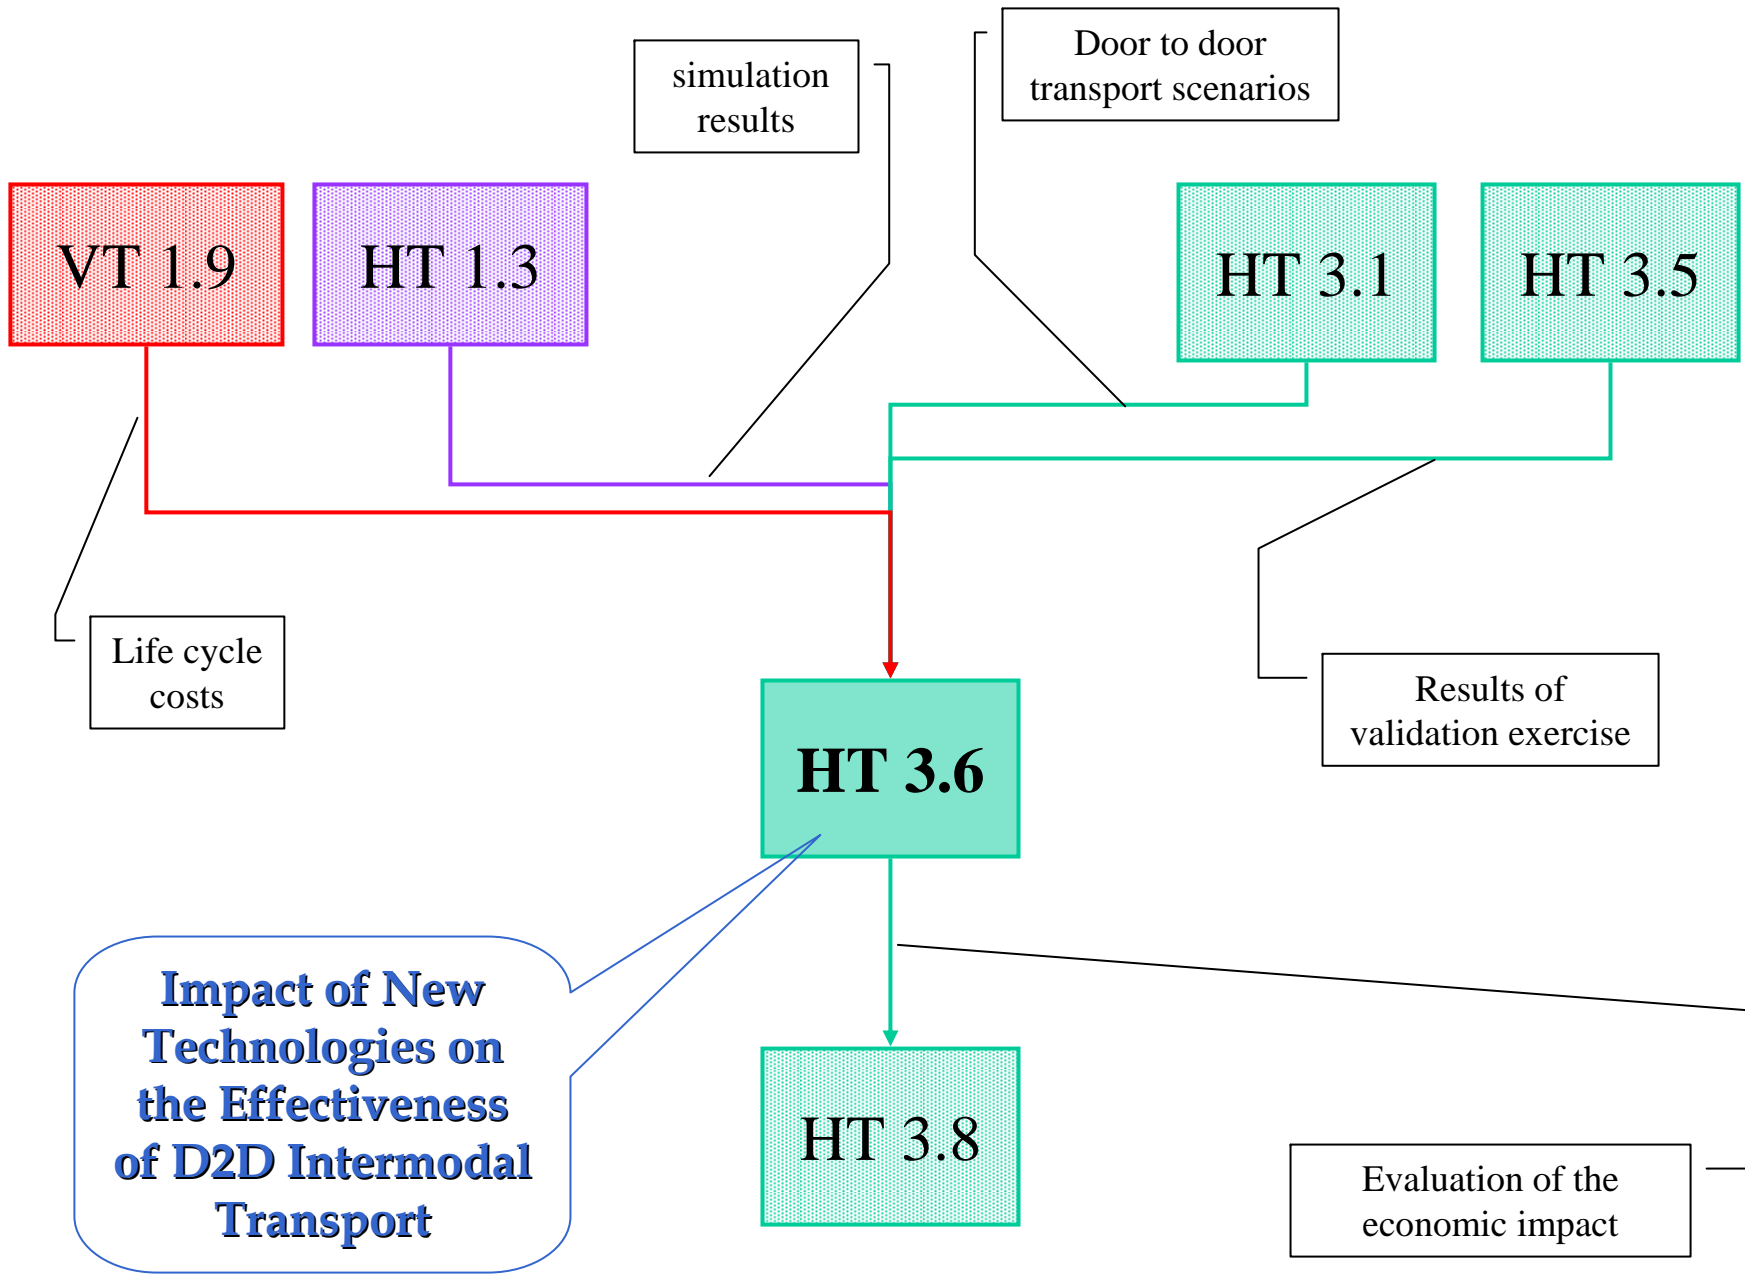 Door to door
transport scenarios
simulation
results
VT 1.9
HT 1.3
HT 3.1
HT 3.5
Life cycle
costs
Results of
validation exercise
HT 3.6
Impact of New
Technologies on
the Effectiveness
of D2D Intermodal
Transport
HT 3.8
Evaluation of the
economic impact